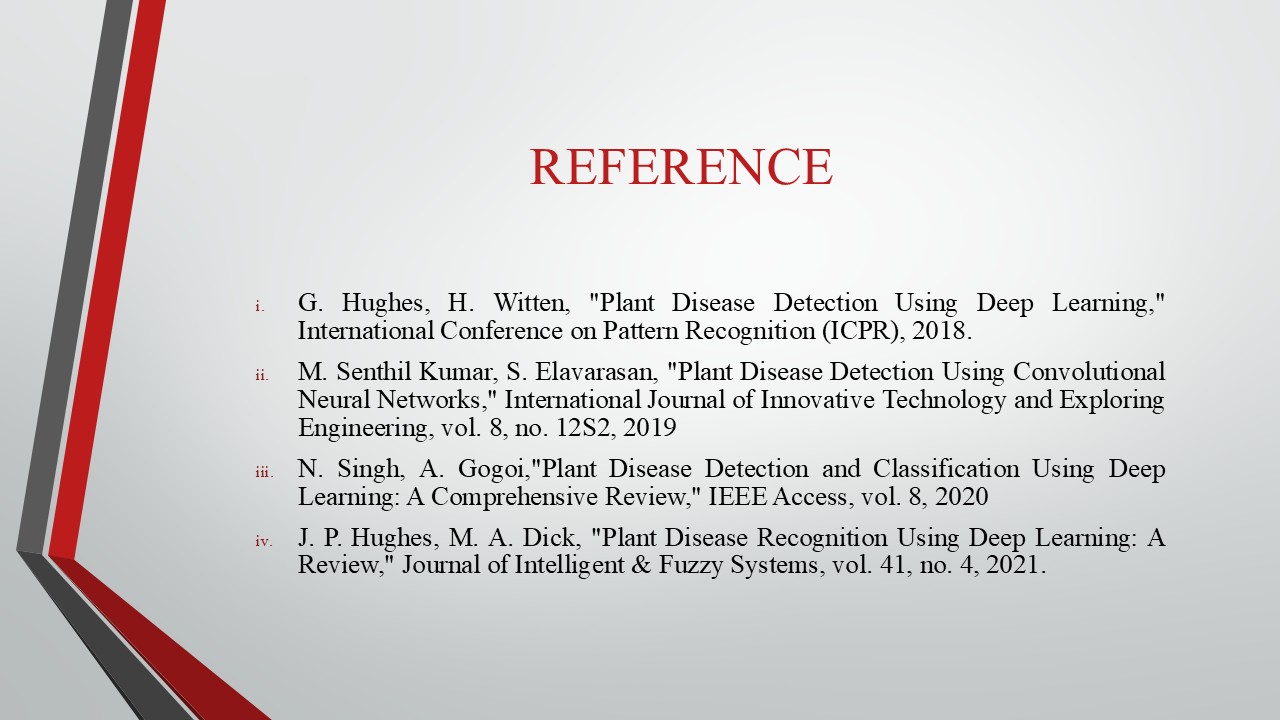 REFERENCE
i. G. Hughes, H. Witten, "Plant Disease Detection Using Deep Learning,"
International Conference on Pattern Recognition (ICPR), 2018.
ii. M. Senthil Kumar, S. Elavarasan, "Plant Disease Detection Using Convolutional
Neural Networks," International Journal of Innovative Technology and Exploring
Engineering, vol. 8, no. 12S2, 2019
iii. N. Singh, A. Gogoi,"Plant Disease Detection and Classification Using Deep
Learning: A Comprehensive Review," IEEE Access, vol. 8, 2020
iv. J. P. Hughes, M. A. Dick, "Plant Disease Recognition Using Deep Learning: A
Review," Journal of Intelligent & Fuzzy Systems, vol. 41, no. 4, 2021.